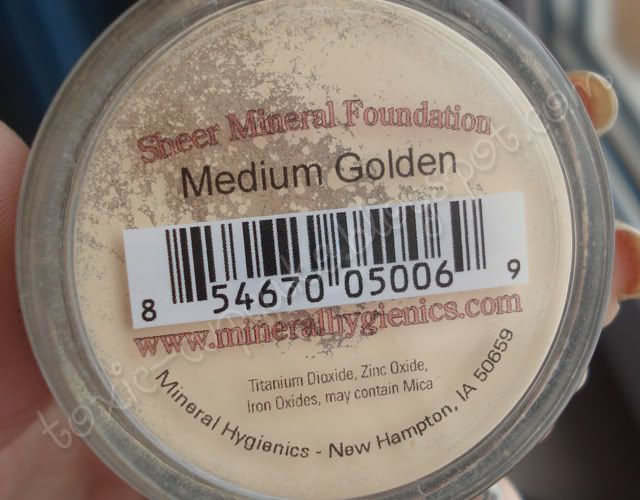 Sheer Mineral Foundation
Medium Golden
8 54670 05006 9
www.mineralhygienics.com
Titanium Dioxide, Zinc Oxide,
Iron Oxides, may contain Mica
Mineral Hygienics - New Hampton, IA 50659